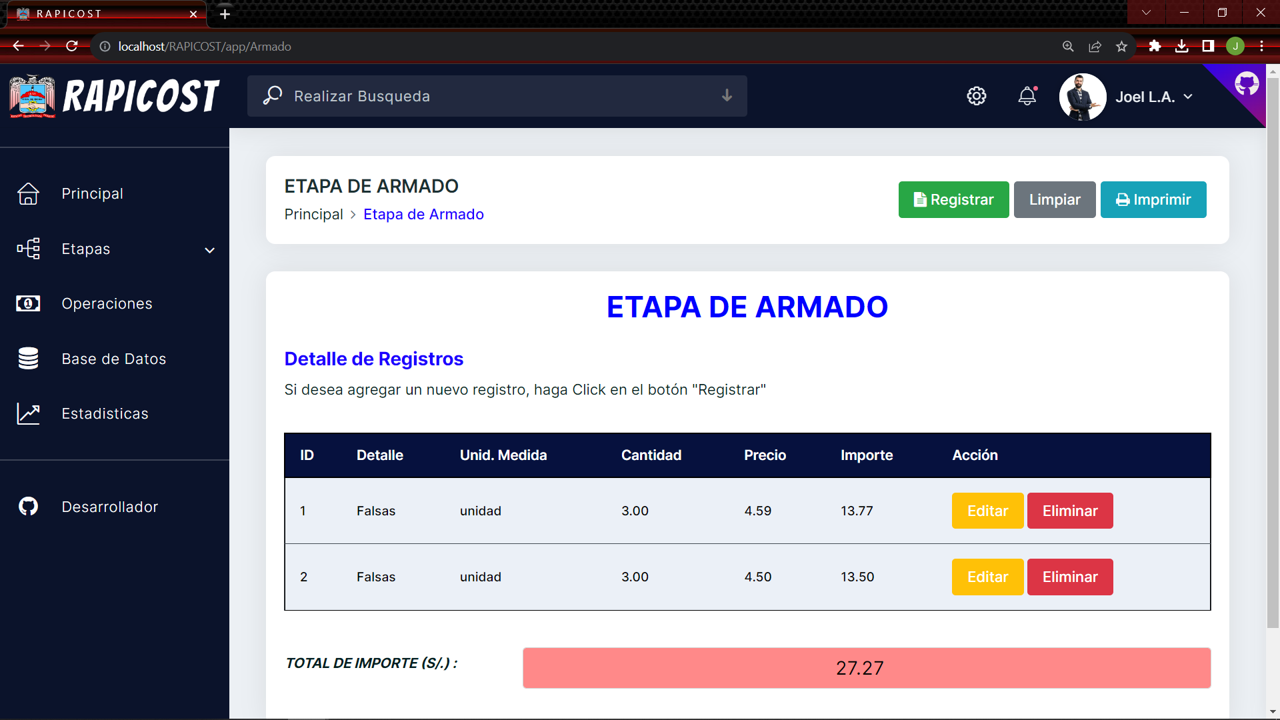 RAPICOST
localhost/RAPICOST/app/Armado
J
RAPICOST
Realizar Busqueda
Joel L.A.
Principal
Etapas
Operaciones
Base de Datos
Estadisticas
Desarrollador
ETAPA DE ARMADO
Principal > Etapa de Armado
Registrar Limpiar Imprimir
ETAPA DE ARMADO
Detalle de Registros
Si desea agregar un nuevo registro, haga Click en el botón "Registrar"
ID Detalle Unid. Medida Cantidad Precio Importe Acción
1 Falsas unidad 3.00 4.59 13.77 Editar Eliminar
2 Falsas unidad 3.00 4.50 13.50 Editar Eliminar
TOTAL DE IMPORTE (S/.) : 27.27